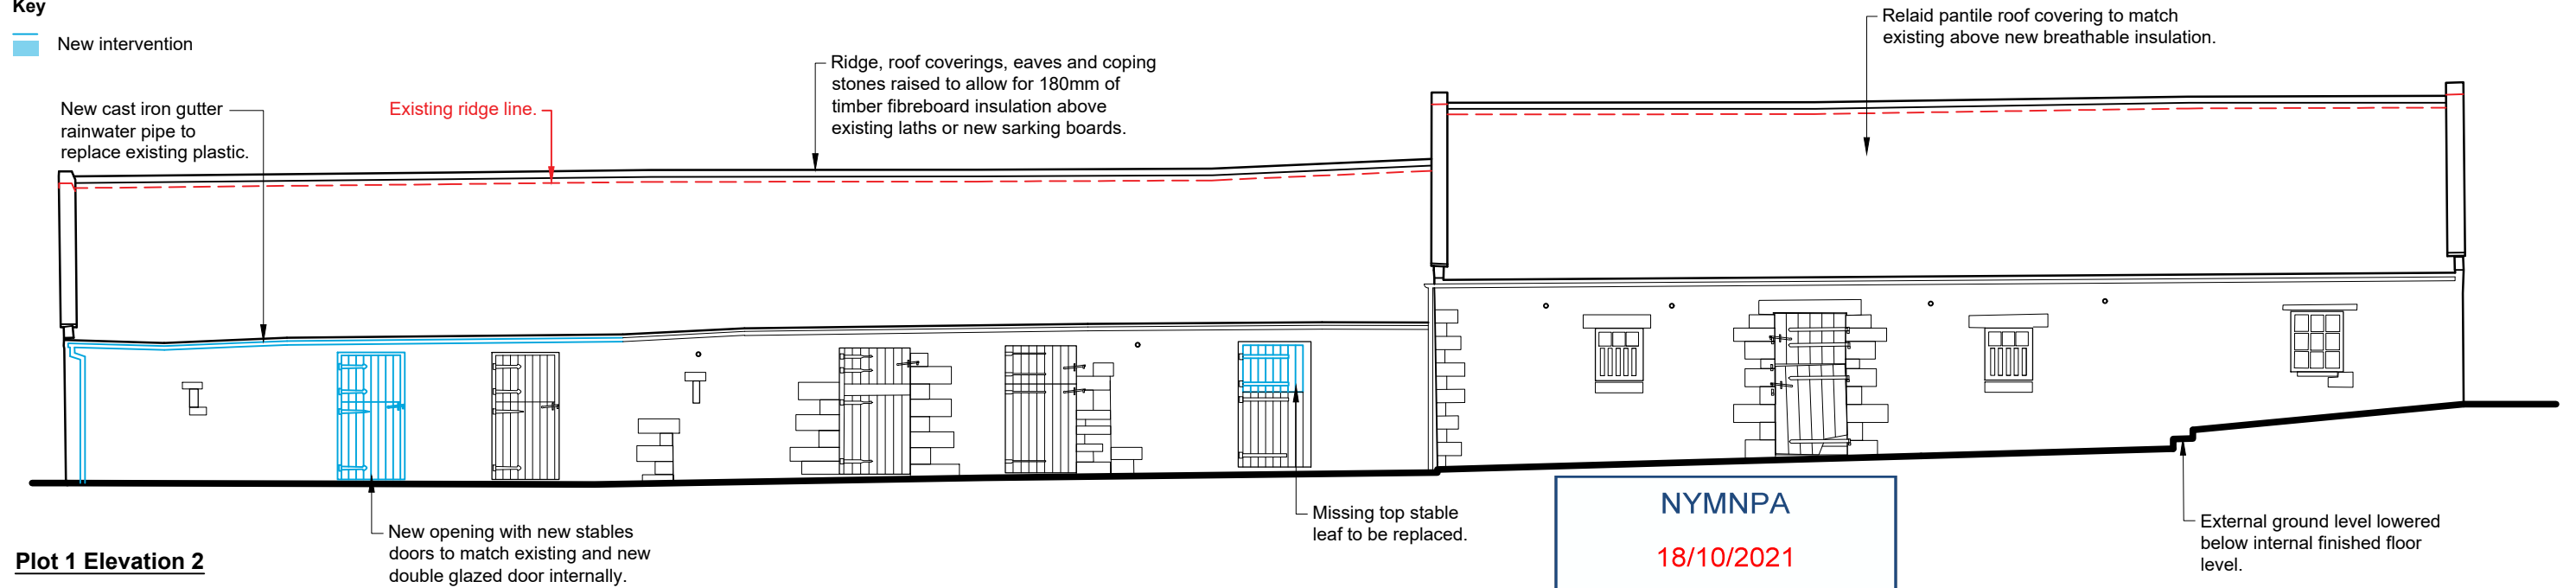 Key
New intervention
New cast iron gutter
rainwater pipe to
replace existing plastic.
Existing ridge line.
Ridge, roof coverings, eaves and coping
stones raised to allow for 180mm of
timber fibreboard insulation above
existing laths or new sarking boards.
Relaid pantile roof covering to match
existing above new breathable insulation.
New opening with new stables
doors to match existing and new
double glazed door internally.
Missing top stable
leaf to be replaced.
External ground level lowered
below internal finished floor
level.
Plot 1 Elevation 2
NYMNPA
18/10/2021